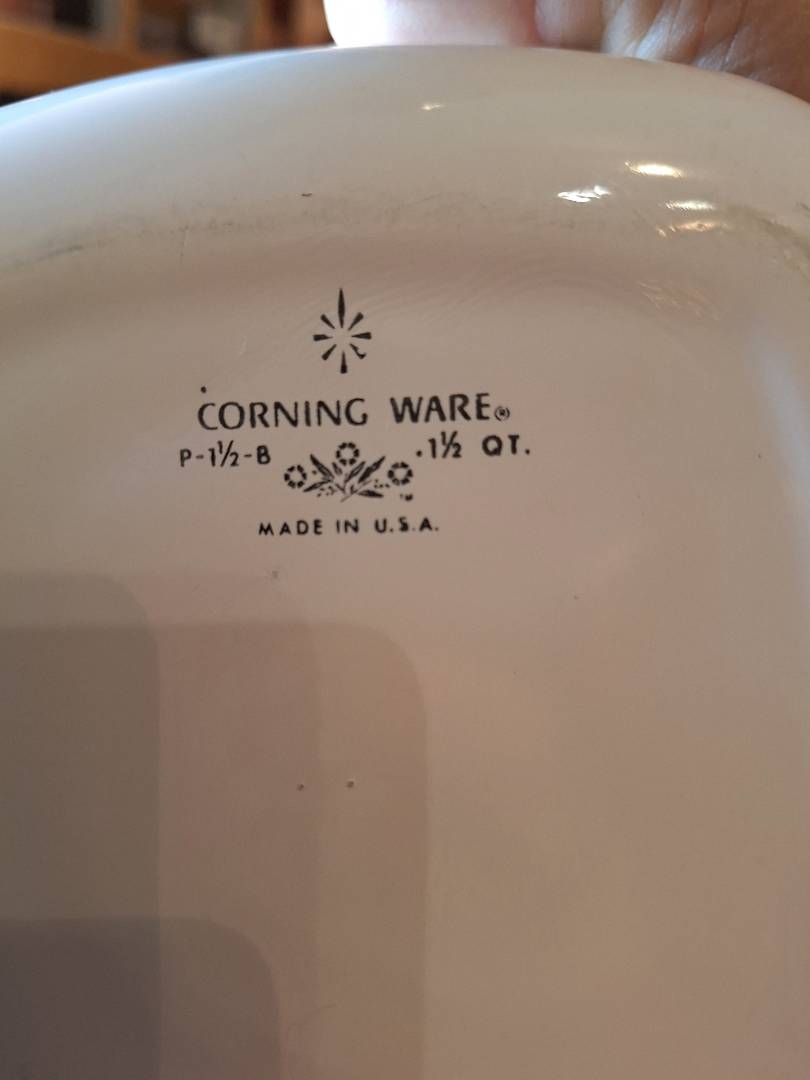 CORNING WARE®
P-1½-B 1½ QT.
MADE IN U.S.A.